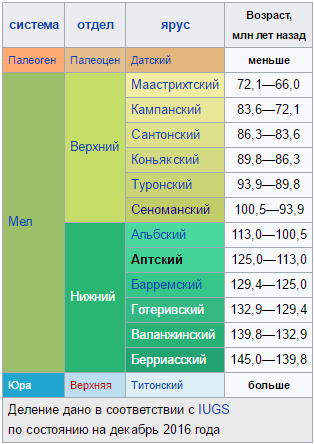 система отдел ярус Возраст,
млн лет назад
Палеоген Палеоцен Датский меньше
Мел Верхний Маастрихтский 72,1—66,0
Кампанский 83,6—72,1
Сантонский 86,3—83,6
Коньякский 89,8—86,3
Туронский 93,9—89,8
Сеноманский 100,5—93,9
Нижний Альбский 113,0—100,5
Аптский 125,0—113,0
Барремский 129,4—125,0
Готеривский 132,9—129,4
Валанжинский 139,8—132,9
Берриасский 145,0—139,8
Юра Верхняя Титонский больше
Деление дано в соответствии с IUGS
по состоянию на декабрь 2016 года